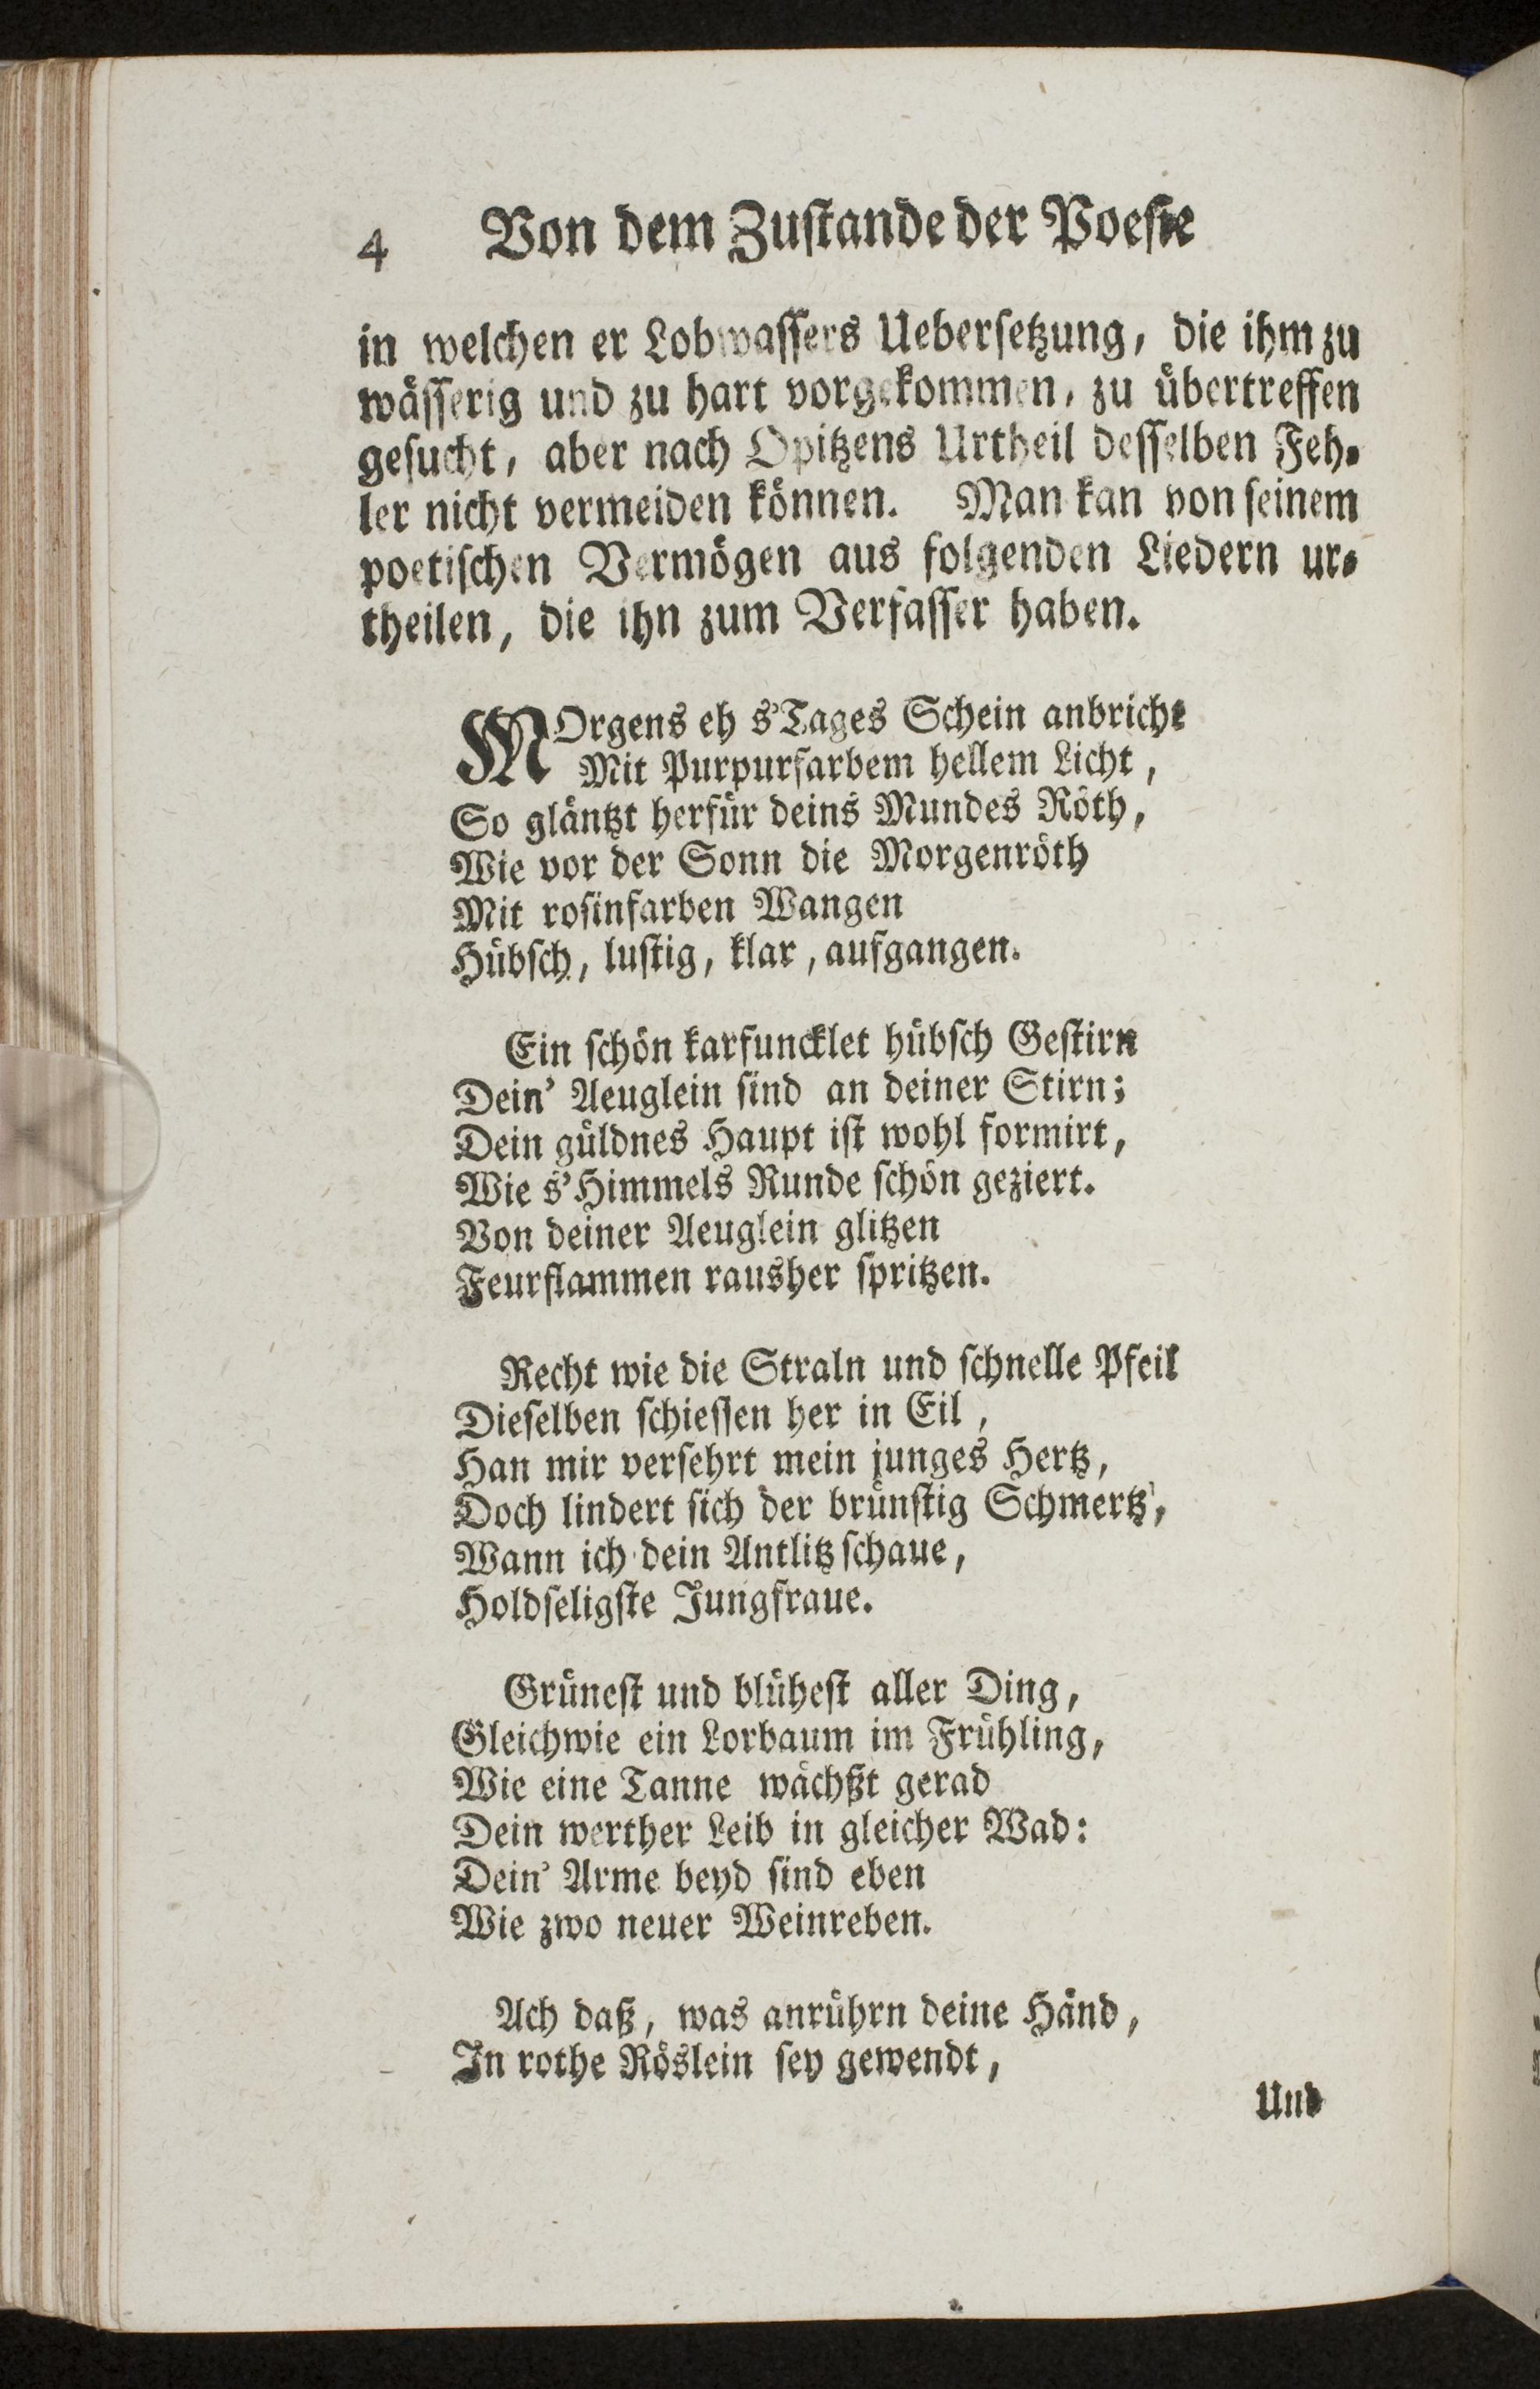 4 Von dem Zustande der Poesie
in welchen er Lobwassers Uebersetzung, die ihm zu
wässerig und zu hart vorgekommen, zu übertreffen
gesucht, aber nach Opitzens Urtheil desselben Feh-
ler nicht vermeiden können. Man kan von seinem
poetischen Vermögen aus folgenden Liedern ur-
theilen, die ihn zum Verfasser haben.
MOrgens eh s'Tages Schein anbricht
Mit Purpurfarbem hellem Licht,
So gläntzt herfür deins Mundes Röth,
Wie vor der Sonn die Morgenröth
Mit rosinfarben Wangen
Hübsch, lustig, klar, aufgangen.
Ein schön karfuncklet hübsch Gestirn
Dein' Aeuglein sind an deiner Stirn;
Dein güldnes Haupt ist wohl formirt,
Wie s'Himmels Runde schön geziert.
Von deiner Aeuglein glitzen
Feurflammen rausher spritzen.
Recht wie die Straln und schnelle Pfeil
Dieselben schiessen her in Eil,
Han mir versehrt mein junges Hertz,
Doch lindert sich der brünstig Schmertz,
Wann ich dein Antlitz schaue,
Holdseligste Jungfraue.
Grünest und blühest aller Ding,
Gleichwie ein Lorbaum im Frühling,
Wie eine Tanne wächßt gerad
Dein werther Leib in gleicher Wad:
Dein' Arme beyd sind eben
Wie zwo neuer Weinreben.
Ach daß, was anrührn deine Händ,
In rothe Röslein sey gewendt,
Und